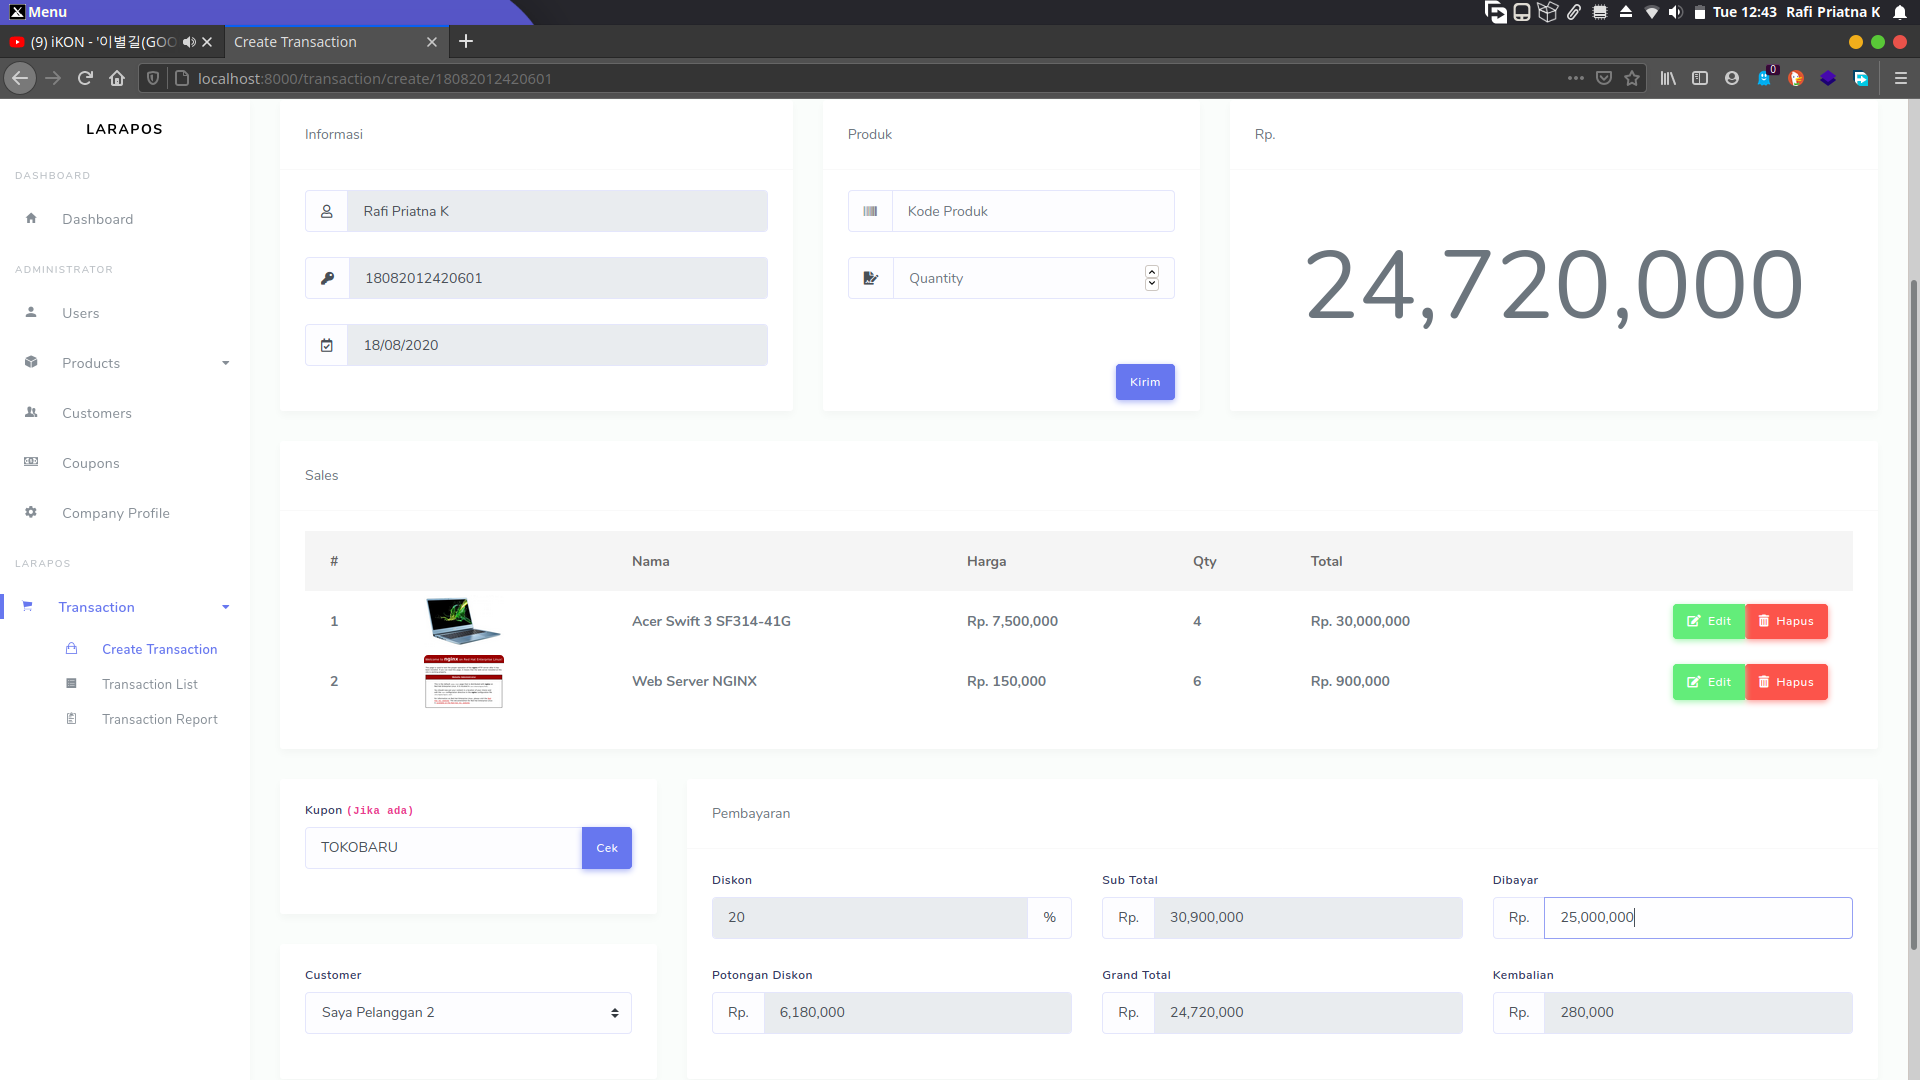 Menu
Tue 12:43 Rafi Priatna K
(9) iKON - '이별길(GOO
Create Transaction
0
localhost:8000/transaction/create/18082012420601
LARAPOS
DASHBOARD
Dashboard
ADMINISTRATOR
Users
Products
Customers
Coupons
Company Profile
LARAPOS
Transaction
Create Transaction
Transaction List
Transaction Report
Informasi
Rafi Priatna K
18082012420601
18/08/2020
Produk
Kode Produk
Quantity
Kirim
Rp.
24,720,000
Sales
# Nama Harga Qty Total
1 Acer Swift 3 SF314-41G Rp. 7,500,000 4 Rp. 30,000,000 Edit Hapus
2 Web Server NGINX Rp. 150,000 6 Rp. 900,000 Edit Hapus
Kupon (Jika ada)
TOKOBARU Cek
Customer
Saya Pelanggan 2
Pembayaran
Diskon Sub Total Dibayar
20 % Rp. 30,900,000 Rp. 25,000,000
Potongan Diskon Grand Total Kembalian
Rp. 6,180,000 Rp. 24,720,000 Rp. 280,000